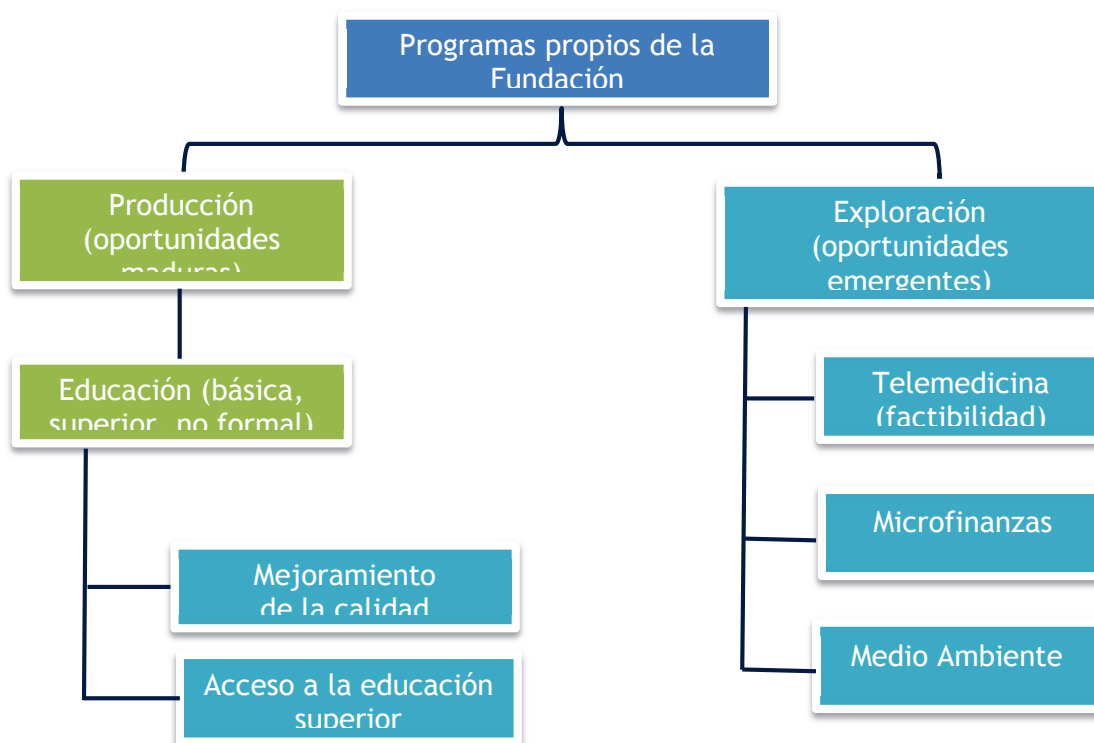 Programas propios de la
Fundación
Producción
(oportunidades
maduras)
Exploración
(oportunidades
emergentes)
Educación (básica,
superior, no formal)
Telemedicina
(factibilidad)
Microfinanzas
Mejoramiento
de la calidad
Medio Ambiente
Acceso a la educación
superior